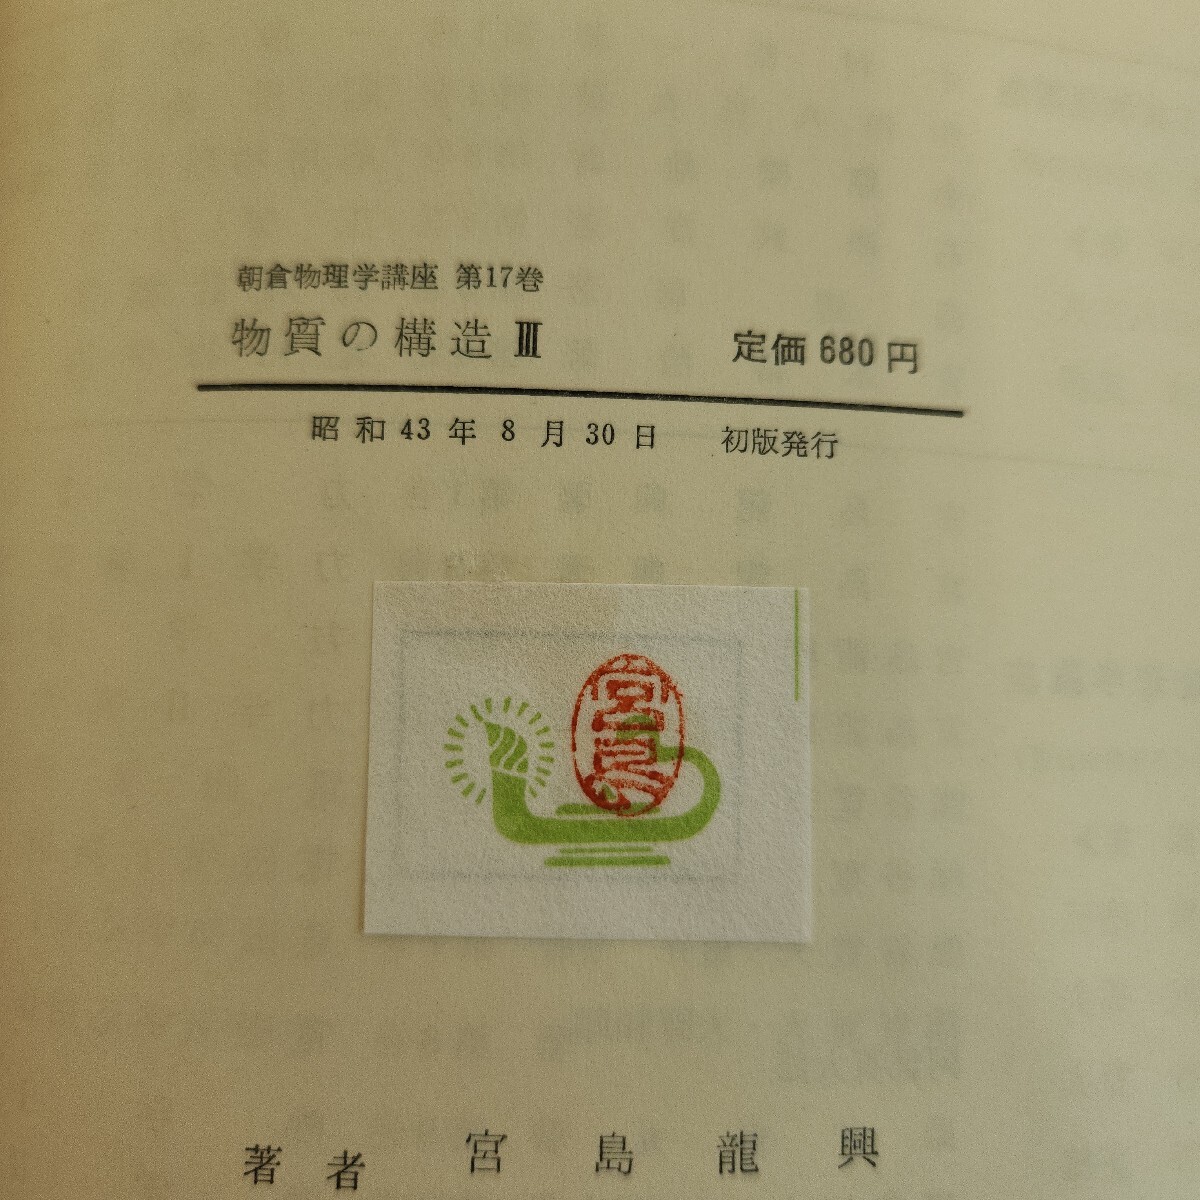 朝倉物理学講座 第17巻
物質の構造 Ⅲ 定価 680 円
昭和 43 年 8 月 30 日 初版発行
著者 宮島龍興